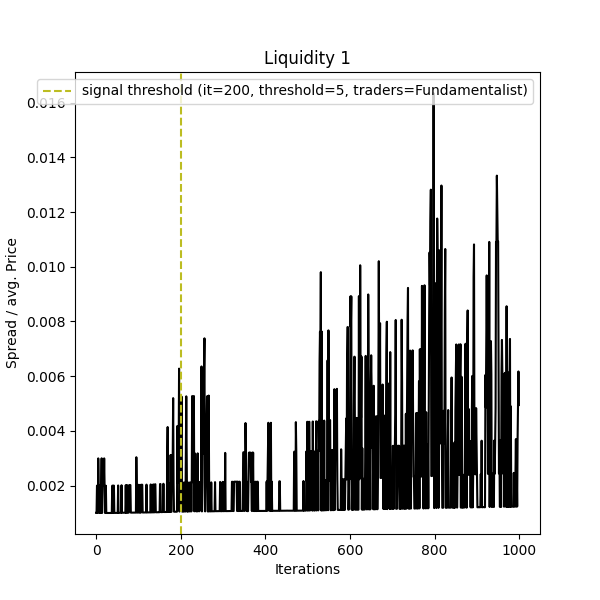 Liquidity 1
signal threshold (it=200, threshold=5, traders=Fundamentalist)
Spread / avg. Price
0.016
0.014
0.012
0.010
0.008
0.006
0.004
0.002
0 200 400 600 800 1000
Iterations